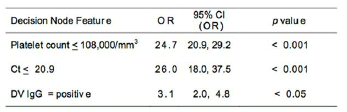 Decision Node Feature OR 95% CI (OR) p value
Platelet count ≤ 108,000/mm³ 24.7 20.9, 29.2 < 0.001
Ct ≤ 20.9 26.0 18.0, 37.5 < 0.001
DV IgG = positive 3.1 2.0, 4.8 < 0.05